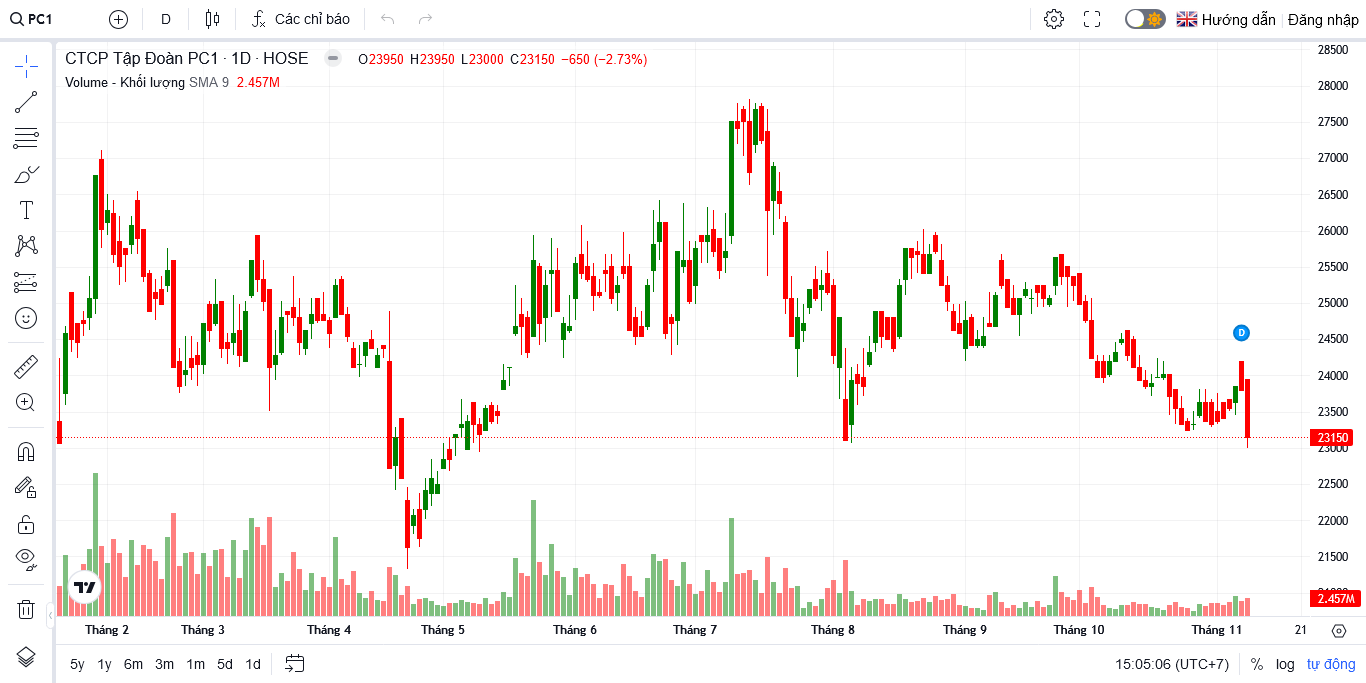 PC1
D
Các chỉ báo
Hướng dẫn
Đăng nhập
CTCP Tập Đoàn PC1 · 1D · HOSE
O23950 H23950 L23000 C23150 −650 (−2.73%)
Volume - Khối lượng SMA 9 2.457M
28500
28000
27500
27000
26500
26000
25500
25000
24500
24000
23500
23150
23000
22500
22000
21500
2.457M
D
Tháng 2 Tháng 3 Tháng 4 Tháng 5 Tháng 6 Tháng 7 Tháng 8 Tháng 9 Tháng 10 Tháng 11 21
5y 1y 6m 3m 1m 5d 1d
15:05:06 (UTC+7) % log tự động